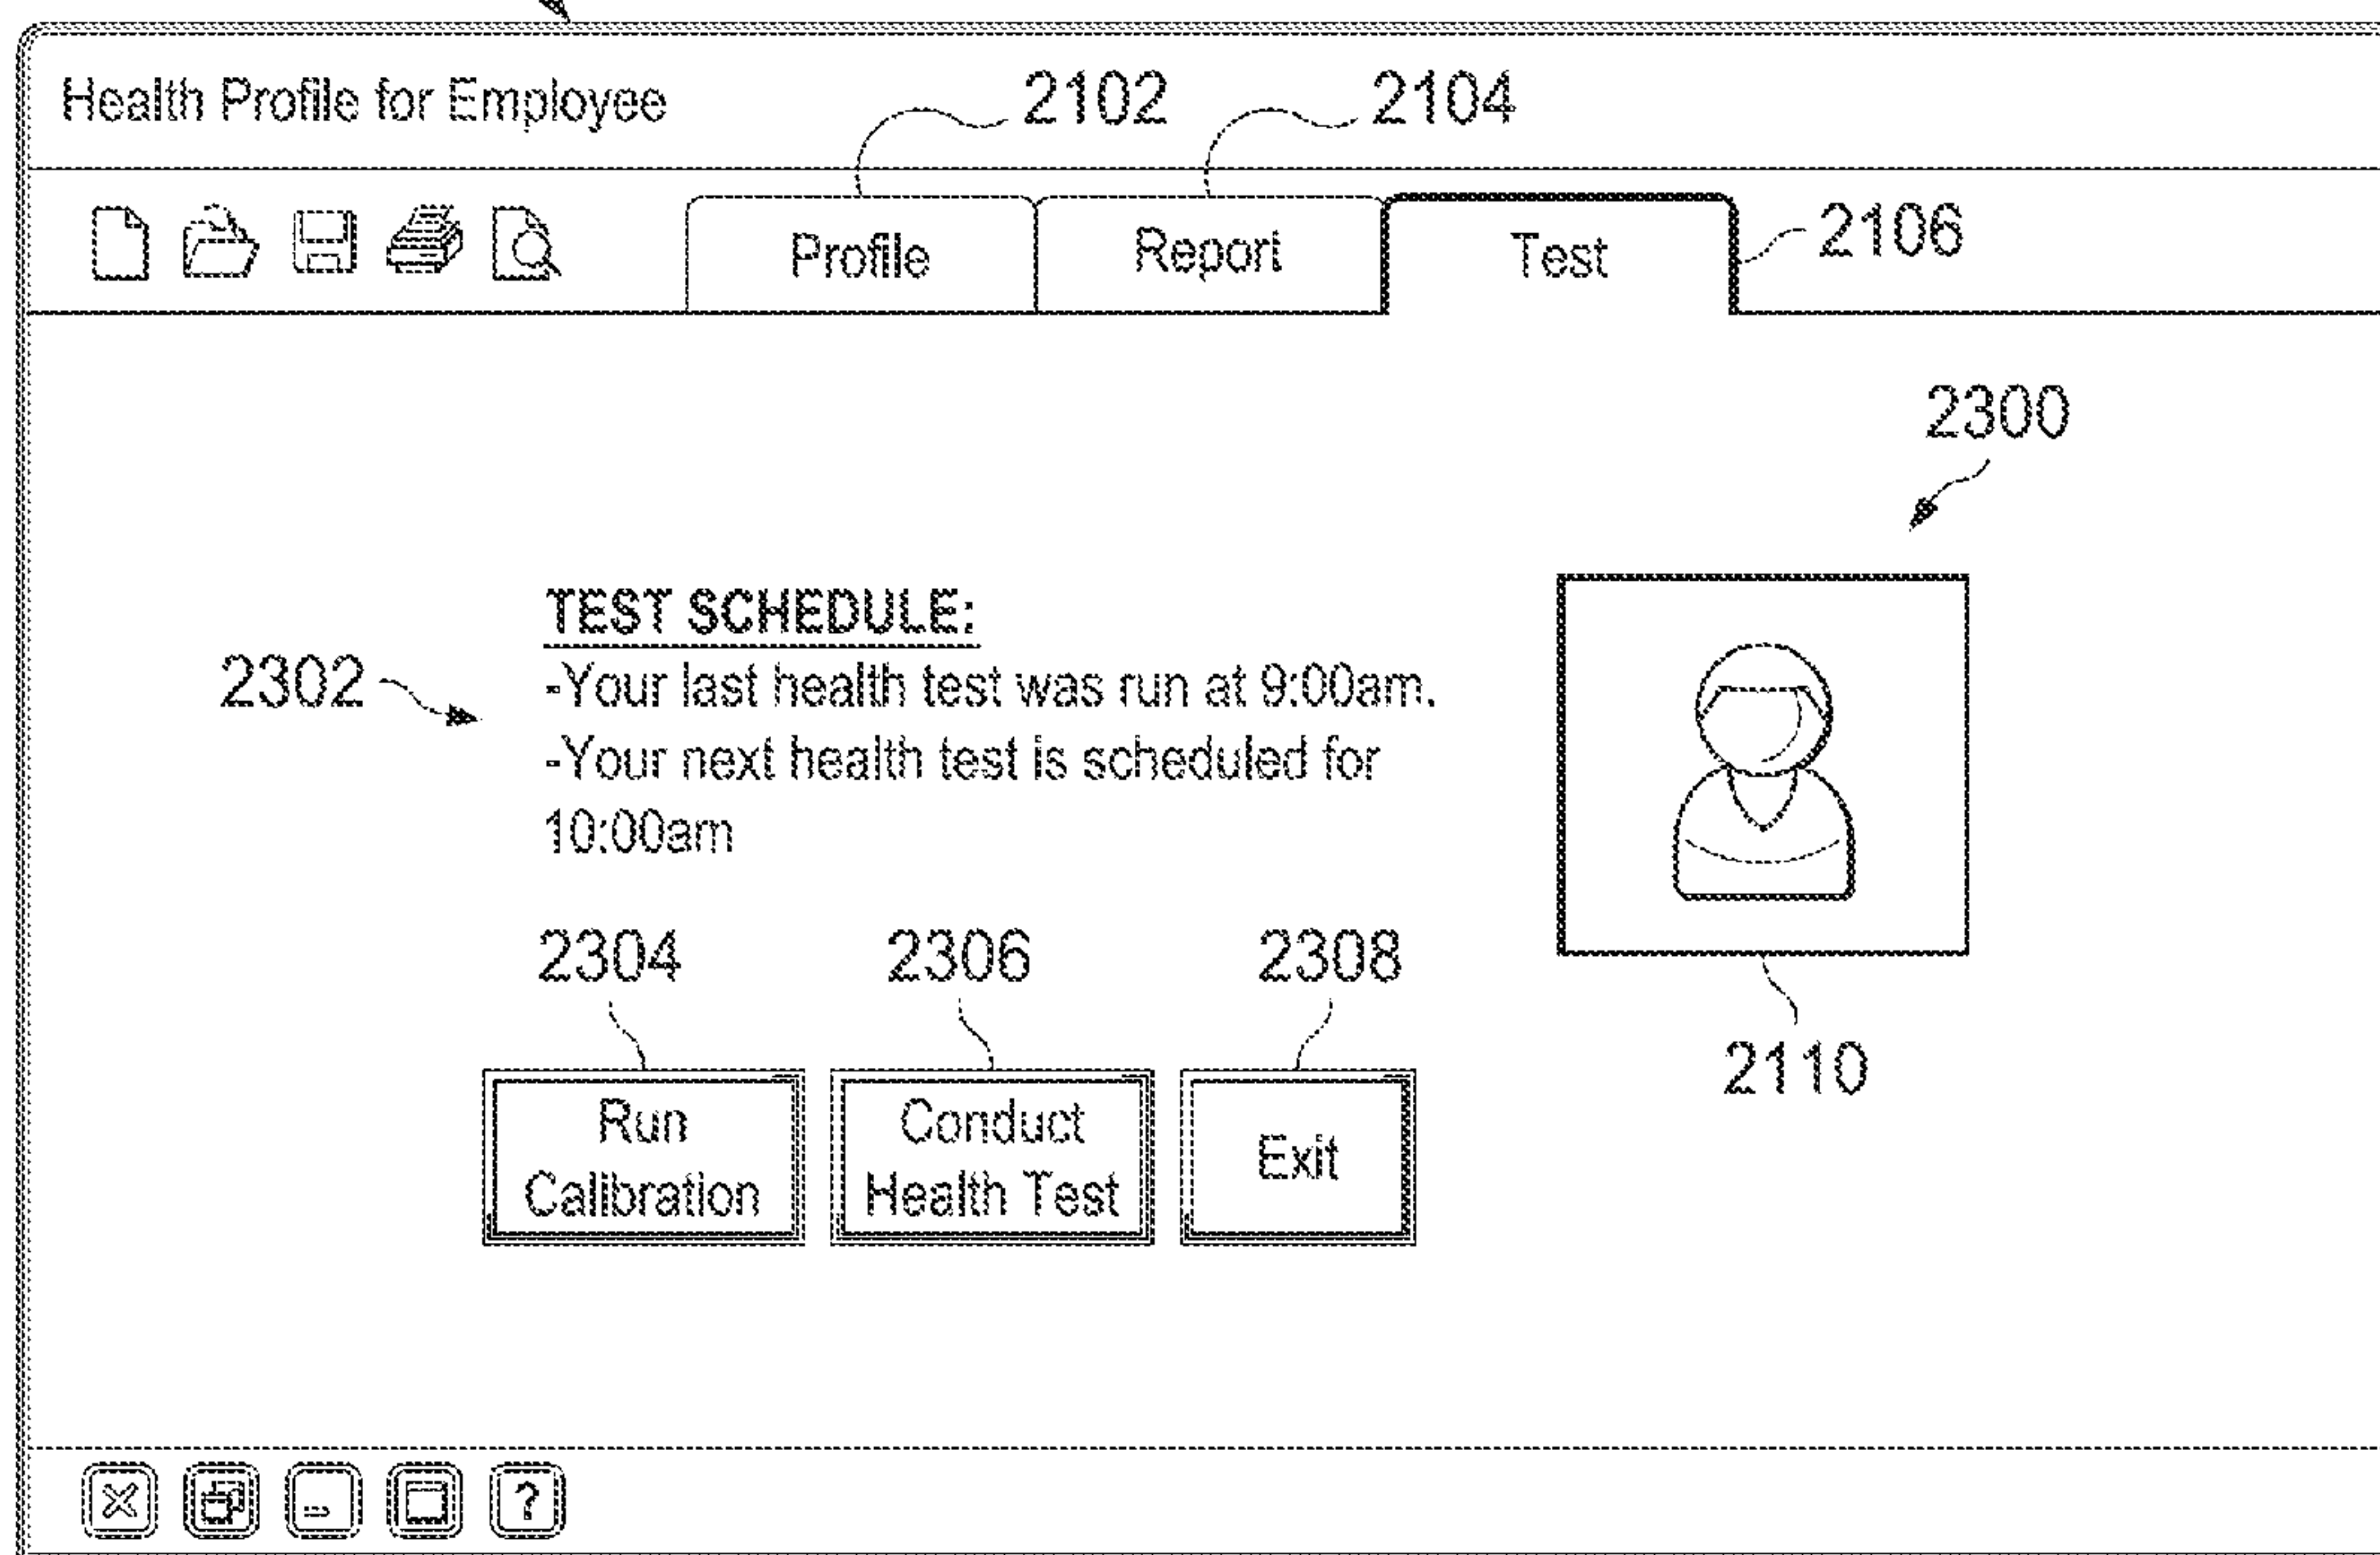 Health Profile for Employee
2102
2104
Profile
Report
Test
2106
2300
TEST SCHEDULE:
-Your last health test was run at 9:00am.
2302
-Your next health test is scheduled for
10:00am
2304
2306
2308
2110
Run
Calibration
Conduct
Health Test
Exit
?